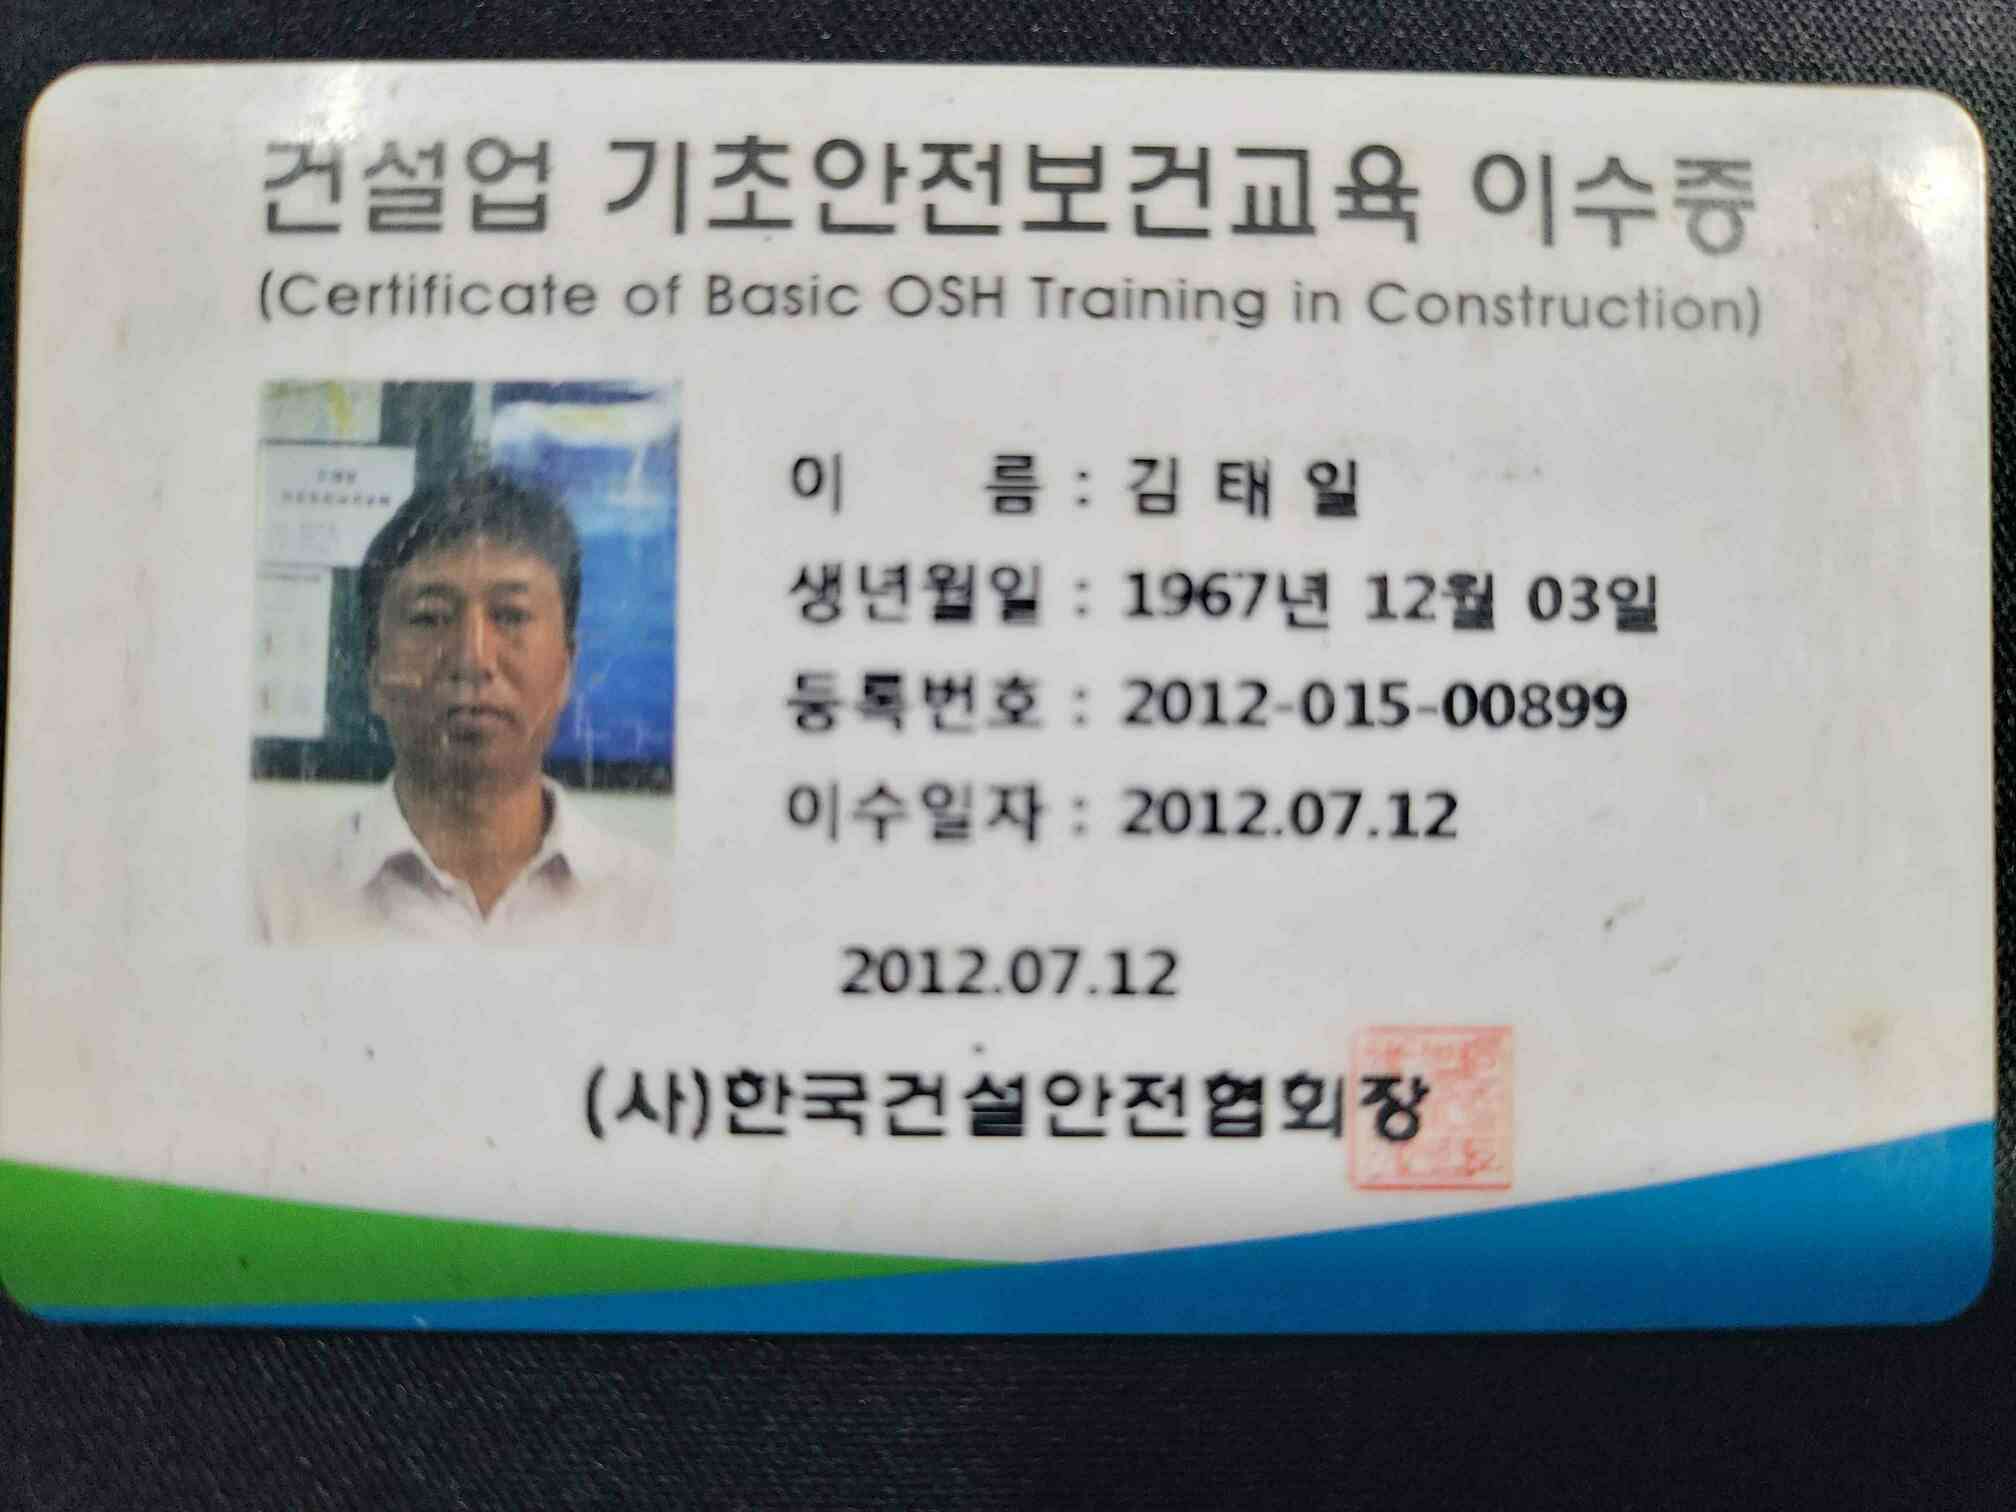 건설업 기초안전보건교육 이수증
(Certificate of Basic OSH Training in Construction)
이 름 : 김 태 일
생년월일 : 1967년 12월 03일
등록번호 : 2012-015-00899
이수일자 : 2012.07.12
2012.07.12
(사)한국건설안전협회장